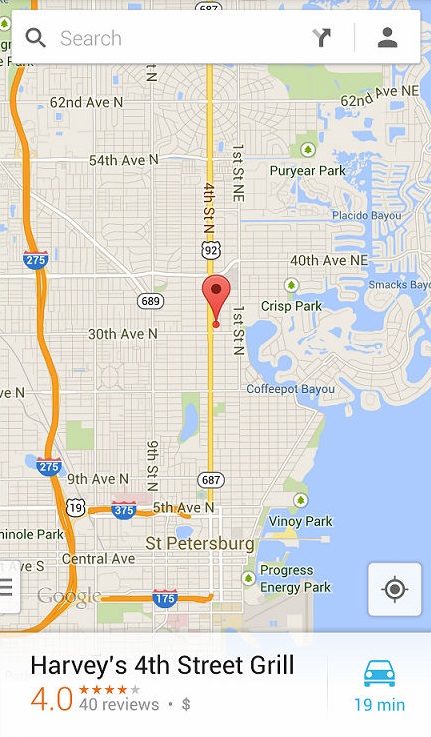 687
Search
62nd Ave N
62nd Ave NE
54th Ave N
1st St NE
Puryear Park
4th St N
Placido Bayou
92
275
40th Ave NE
Smacks Bayo
689
Crisp Park
1st St N
30th Ave N
ve N
Coffeepot Bayou
9th St N
275
687
9th Ave N
19
375
5th Ave N
Vinoy Park
minole Park
St Petersburg
Central Ave
Ave S
Progress
Energy Park
Google
175
Harvey's 4th Street Grill
4.0 40 reviews • $
19 min